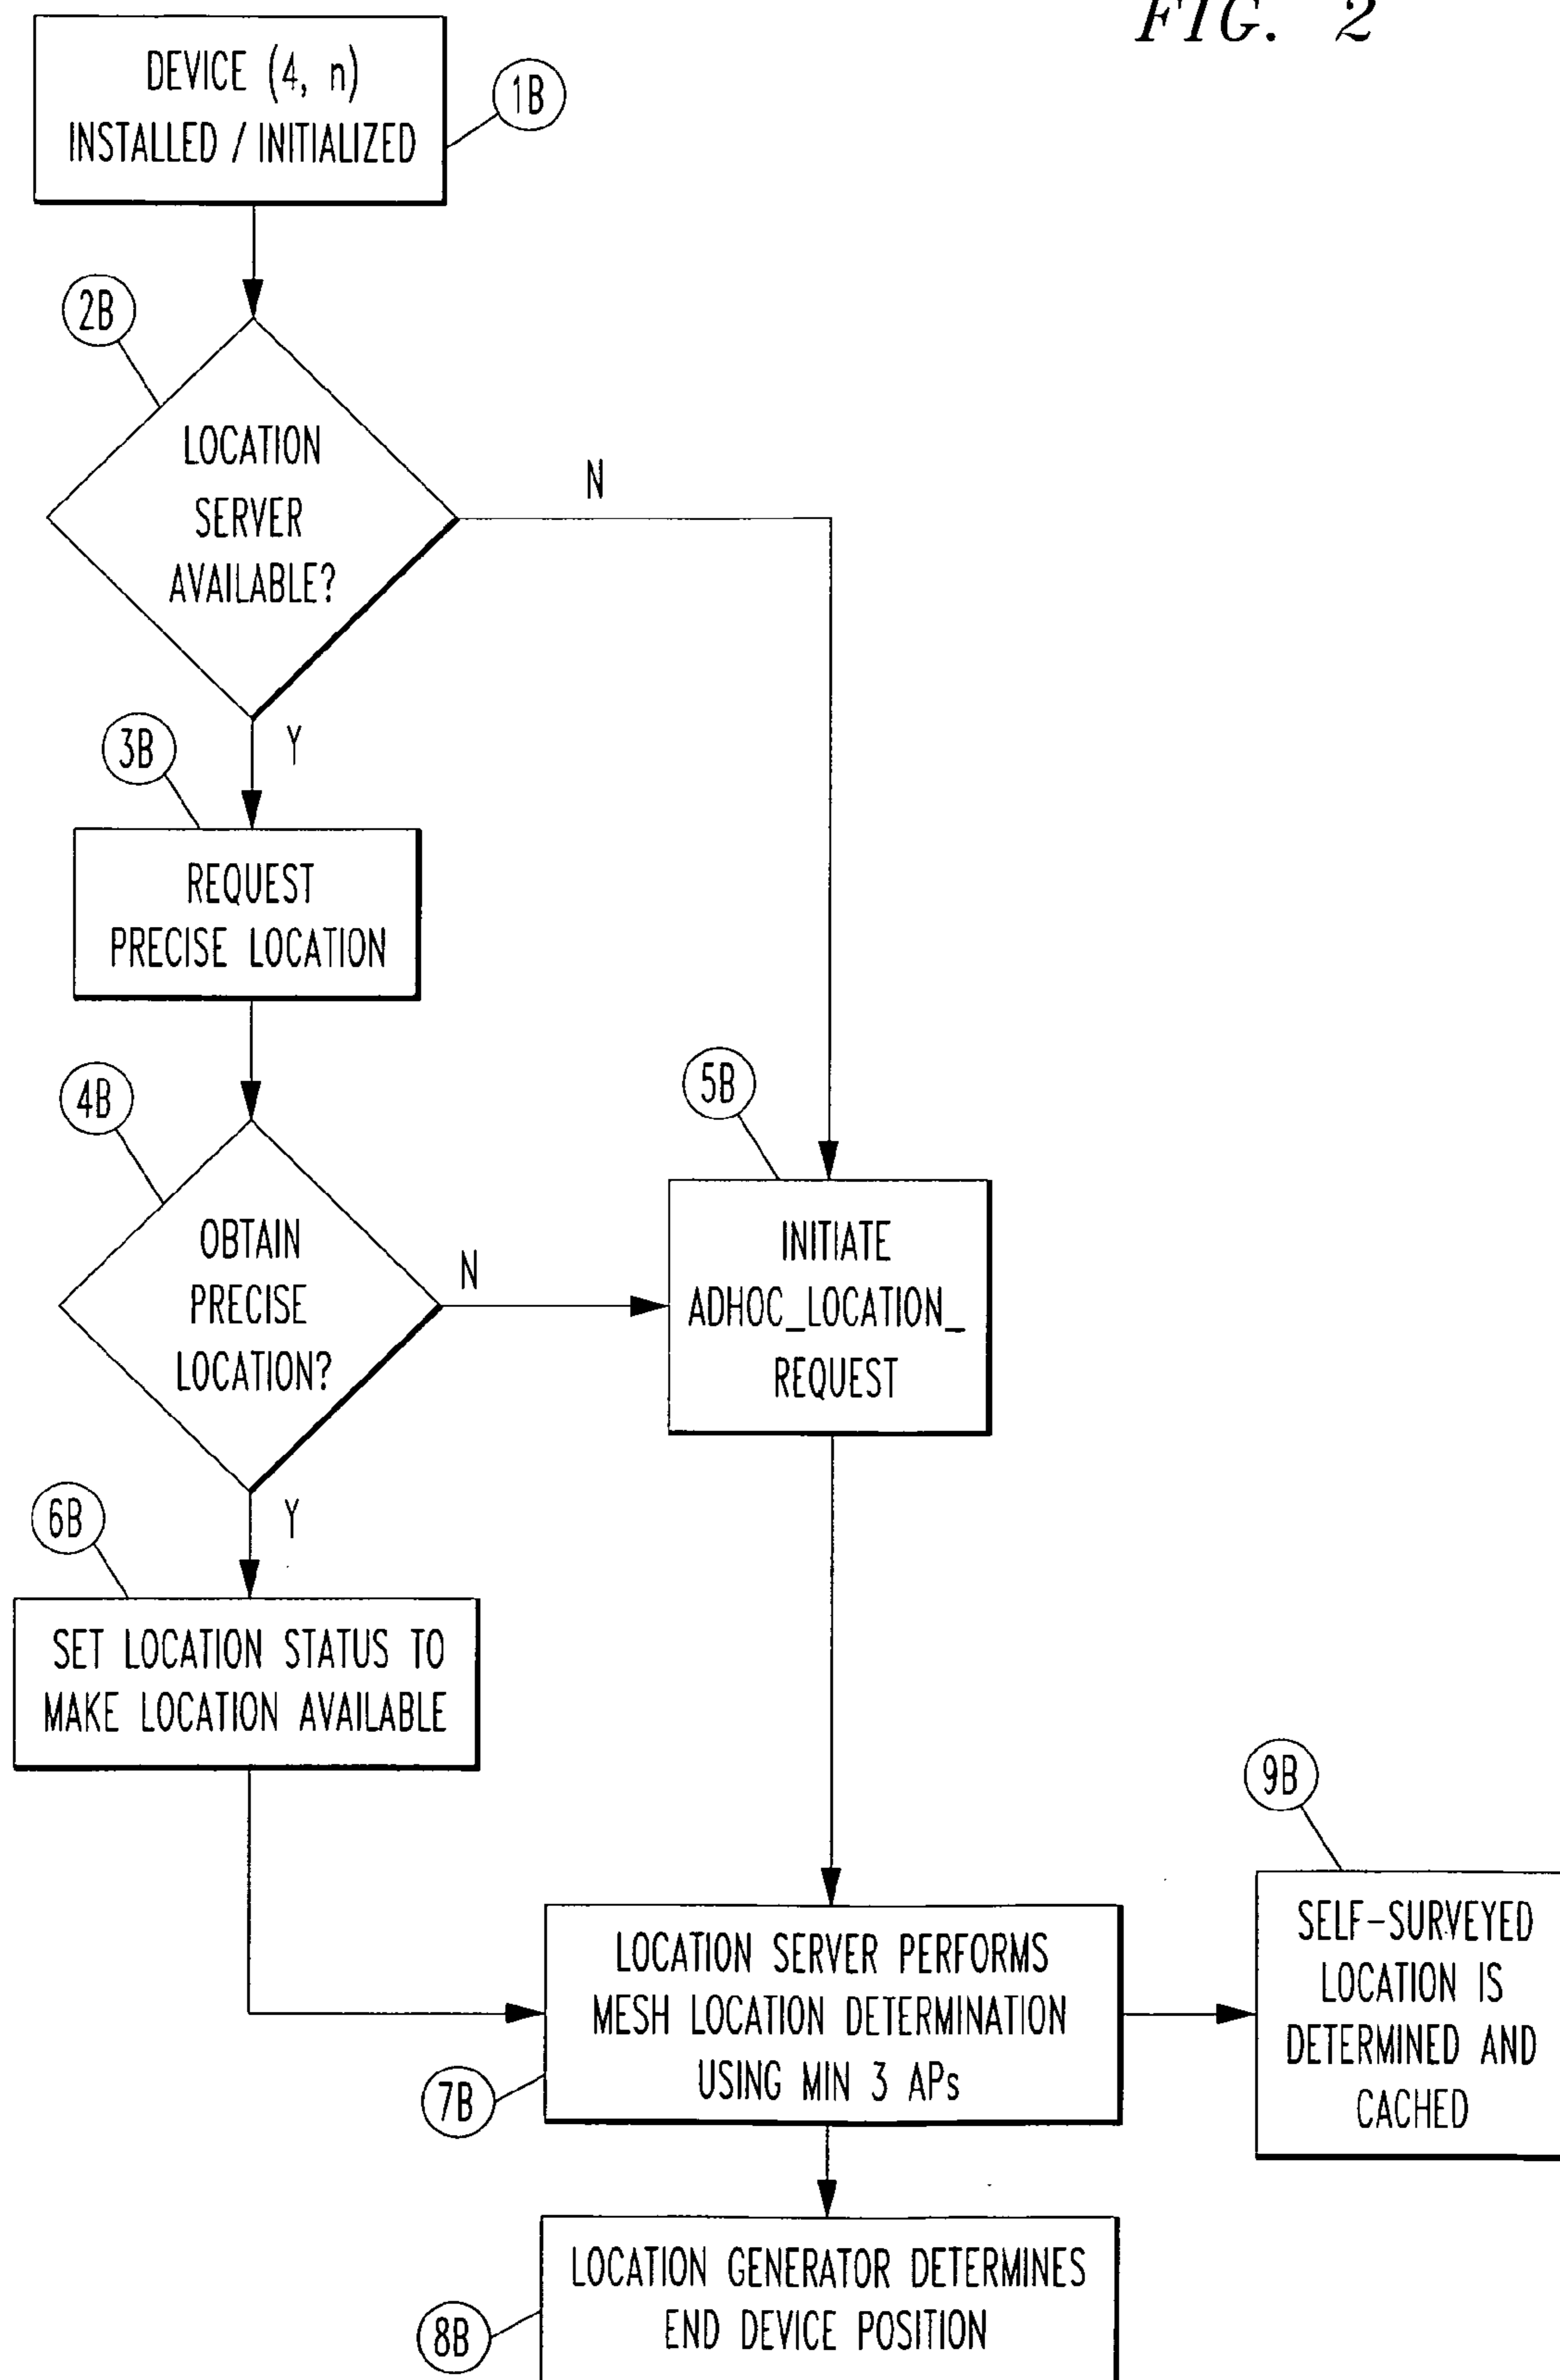 FIG. 2
DEVICE (4, n)
INSTALLED / INITIALIZED
1B
2B
LOCATION
SERVER
AVAILABLE?
N
Y
3B
REQUEST
PRECISE LOCATION
4B
OBTAIN
PRECISE
LOCATION?
N
5B
INITIATE
ADHOC_LOCATION_
REQUEST
Y
6B
SET LOCATION STATUS TO
MAKE LOCATION AVAILABLE
7B
LOCATION SERVER PERFORMS
MESH LOCATION DETERMINATION
USING MIN 3 APs
9B
SELF-SURVEYED
LOCATION IS
DETERMINED AND
CACHED
8B
LOCATION GENERATOR DETERMINES
END DEVICE POSITION